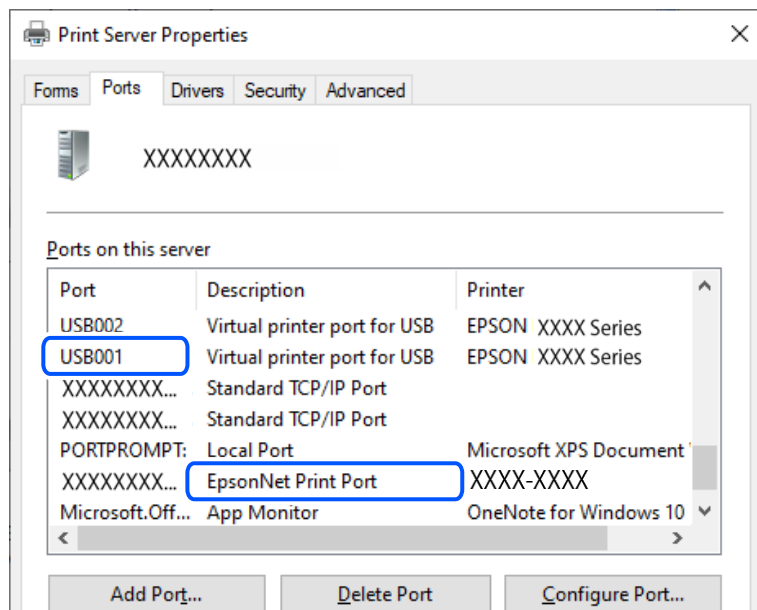 Print Server Properties
Forms Ports Drivers Security Advanced
XXXXXXXX
Ports on this server
Port Description Printer
USB002 Virtual printer port for USB EPSON XXXX Series
USB001 Virtual printer port for USB EPSON XXXX Series
XXXXXXXX... Standard TCP/IP Port
XXXXXXXX... Standard TCP/IP Port
PORTPROMPT: Local Port Microsoft XPS Document
XXXXXXXX... EpsonNet Print Port XXXX-XXXX
Microsoft.Off... App Monitor OneNote for Windows 10
Add Port... Delete Port Configure Port...